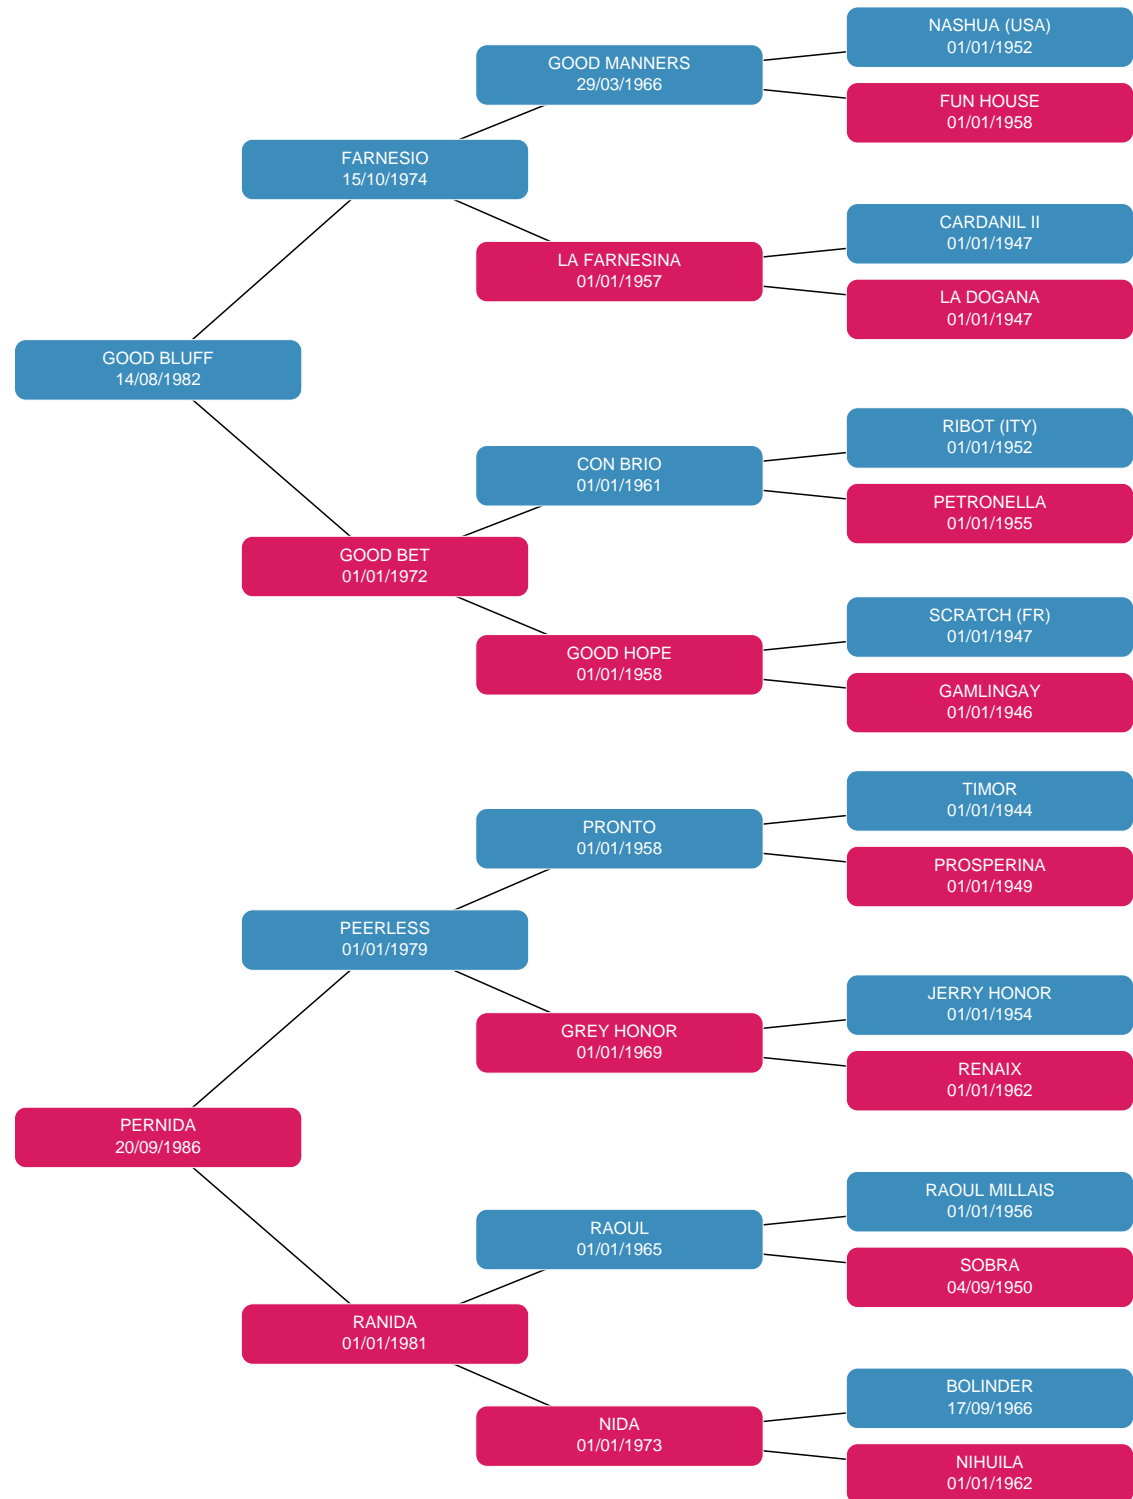 NASHUA (USA)
01/01/1952
GOOD MANNERS
29/03/1966
FUN HOUSE
01/01/1958
FARNESIO
15/10/1974
CARDANIL II
01/01/1947
LA FARNESINA
01/01/1957
LA DOGANA
01/01/1947
GOOD BLUFF
14/08/1982
RIBOT (ITY)
01/01/1952
CON BRIO
01/01/1961
PETRONELLA
01/01/1955
GOOD BET
01/01/1972
SCRATCH (FR)
01/01/1947
GOOD HOPE
01/01/1958
GAMLINGAY
01/01/1946
TIMOR
01/01/1944
PRONTO
01/01/1958
PROSPERINA
01/01/1949
PEERLESS
01/01/1979
JERRY HONOR
01/01/1954
GREY HONOR
01/01/1969
RENAIX
01/01/1962
PERNIDA
20/09/1986
RAOUL MILLAIS
01/01/1956
RAOUL
01/01/1965
SOBRA
04/09/1950
RANIDA
01/01/1981
BOLINDER
17/09/1966
NIDA
01/01/1973
NIHUILA
01/01/1962